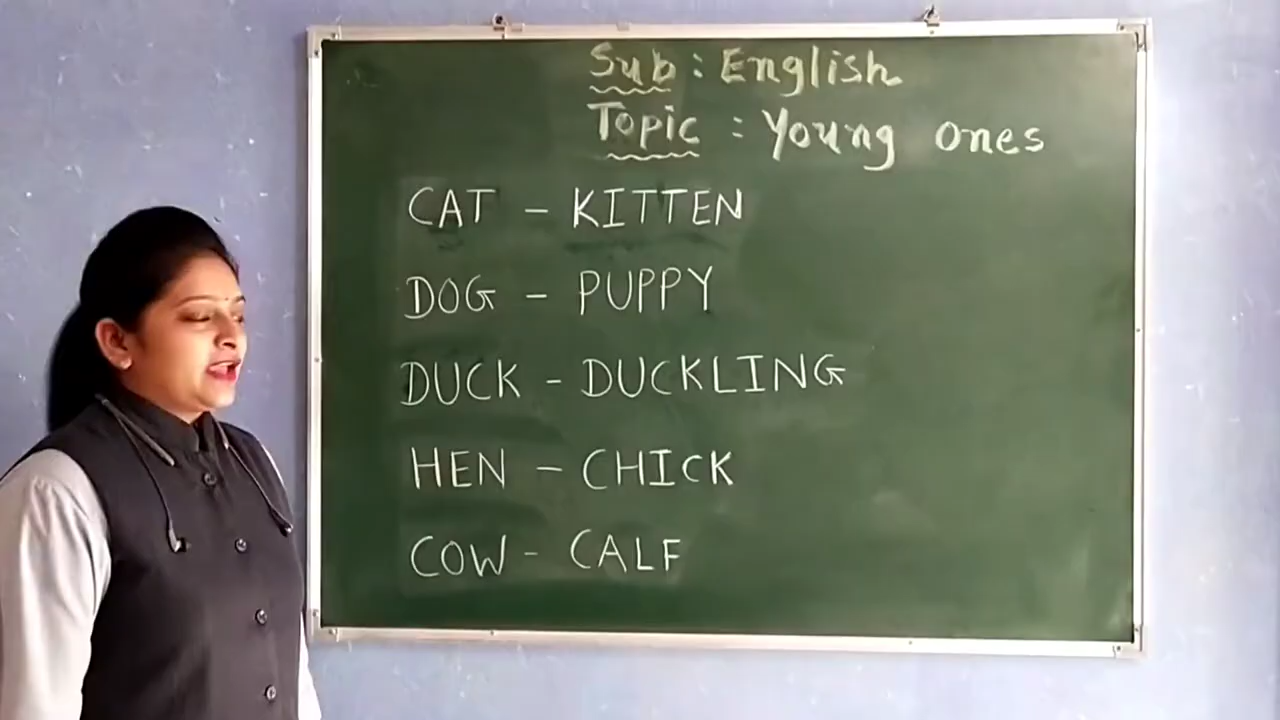 Sub : English
Topic : Young ones
CAT - KITTEN
DOG - PUPPY
DUCK - DUCKLING
HEN - CHICK
COW - CALF